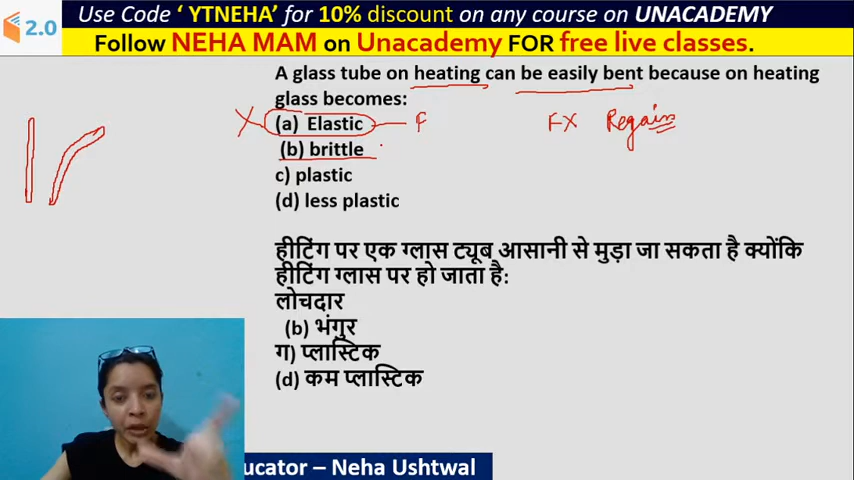 Use Code ‘ YTNEHA’ for 10% discount on any course on UNACADEMY
2.0
Follow NEHA MAM on Unacademy FOR free live classes.
A glass tube on heating can be easily bent because on heating
glass becomes:
X (a) Elastic F FX Regains
(b) brittle
c) plastic
(d) less plastic
हीटिंग पर एक ग्लास ट्यूब आसानी से मुड़ा जा सकता है क्योंकि
हीटिंग ग्लास पर हो जाता है:
लोचदार
(b) भंगुर
ग) प्लास्टिक
(d) कम प्लास्टिक
ucator – Neha Ushtwal